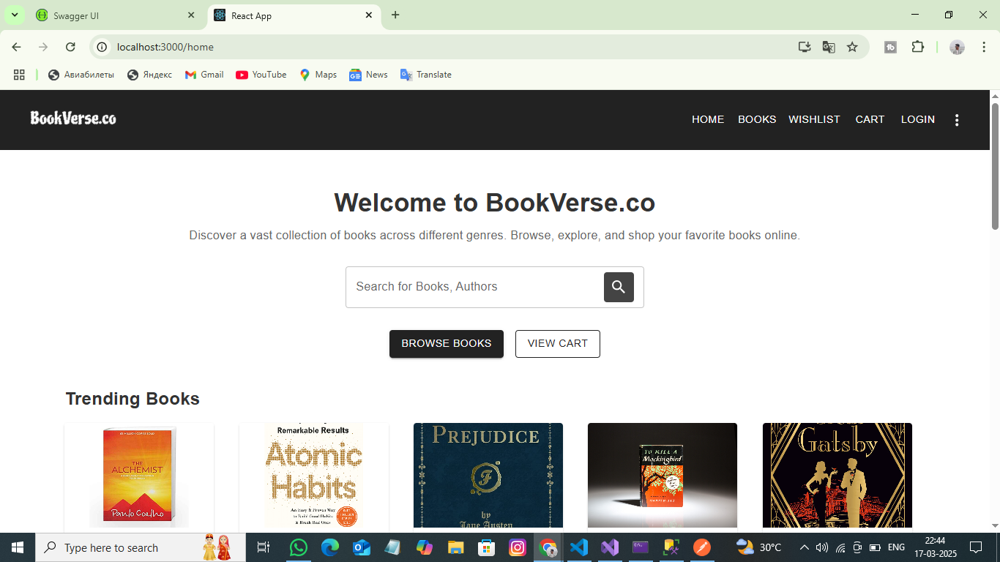 Swagger UI
React App
localhost:3000/home
Авиабилеты
Яндекс
Gmail
YouTube
Maps
News
Translate
BookVerse.co
HOME BOOKS WISHLIST CART LOGIN
Welcome to BookVerse.co
Discover a vast collection of books across different genres. Browse, explore, and shop your favorite books online.
Search for Books, Authors
BROWSE BOOKS
VIEW CART
Trending Books
THE
ALCHEMIST
Paulo Coelho
Remarkable Results
Atomic
Habits
An Easy & Proven Way
to Build Good Habits
& Break Bad Ones
PREJUDICE
F
by
Jane Austen
TO KILL A
Mockingbird
HARPER LEE
Gatsby
Type here to search
30°C
ENG
22:44
17-03-2025